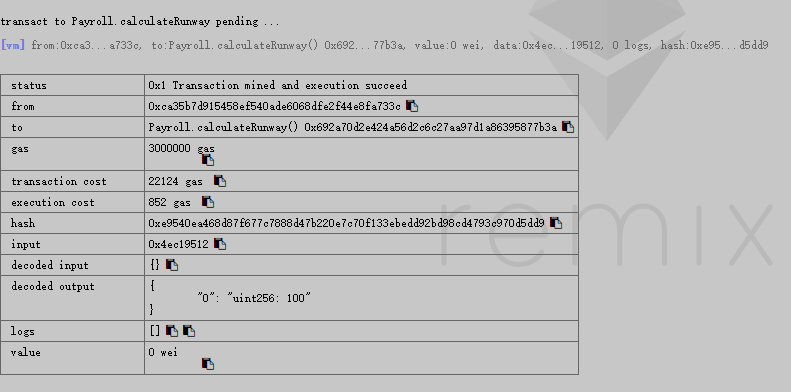 transact to Payroll.calculateRunway pending ...
[vm] from:0xca3...a733c, to:Payroll.calculateRunway() 0x692...77b3a, value:0 wei, data:0x4ec...19512, 0 logs, hash:0xe95...d5dd9
status 0x1 Transaction mined and execution succeed
from 0xca35b7d915458ef540ade6068dfe2f44e8fa733c
to Payroll.calculateRunway() 0x692a70d2e424a56d2c6c27aa97d1a86395877b3a
gas 3000000 gas
transaction cost 22124 gas
execution cost 852 gas
hash 0xe9540ea468d87f677c7888d47b220e7c70f133ebedd92bd98cd4793c970d5dd9
input 0x4ec19512
decoded input {}
decoded output {
"0": "uint256: 100"
}
logs []
value 0 wei
remix